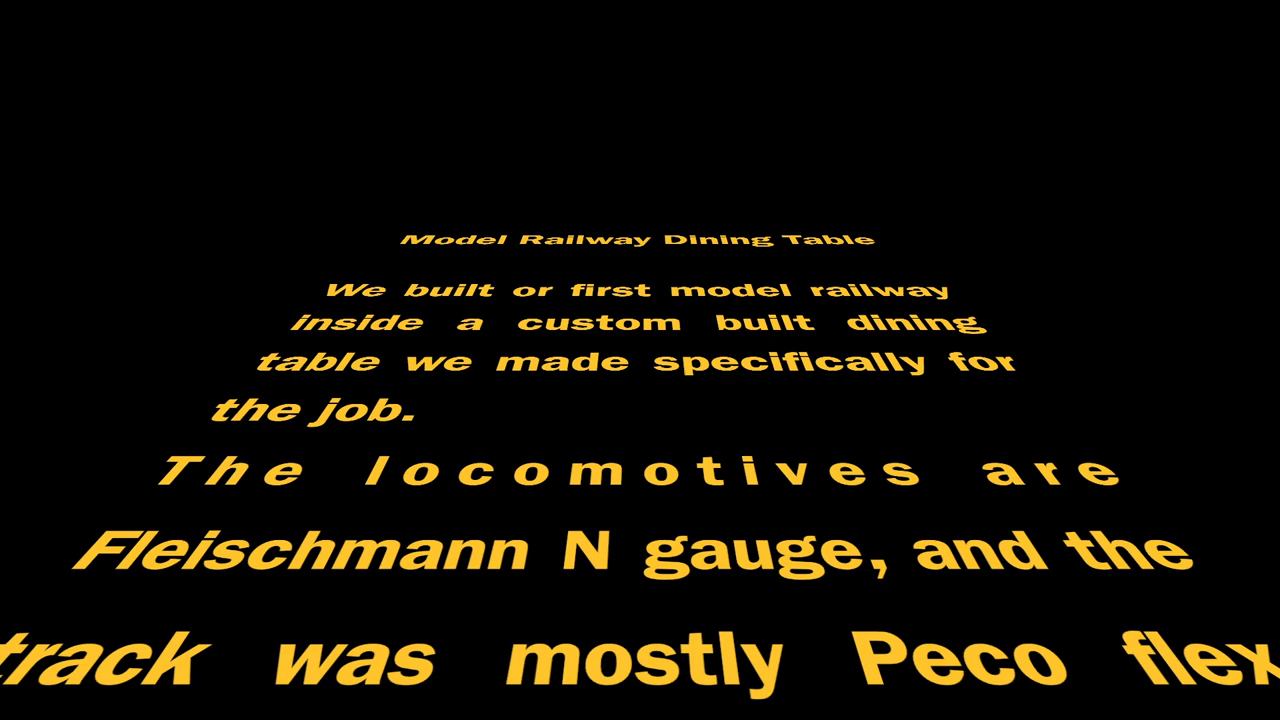 Model Railway Dining Table
We built or first model railway
inside a custom built dining
table we made specifically for
the job.
The locomotives are
Fleischmann N gauge, and the
track was mostly Peco flex